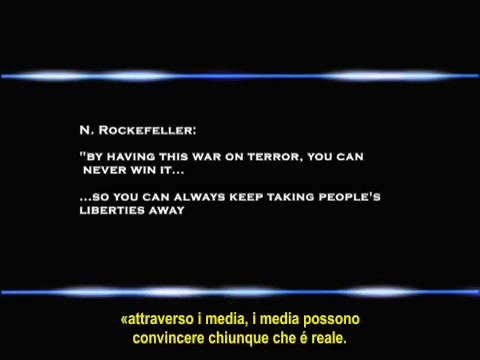 N. ROCKEFELLER:
"BY HAVING THIS WAR ON TERROR, YOU CAN
NEVER WIN IT...
...SO YOU CAN ALWAYS KEEP TAKING PEOPLE'S
LIBERTIES AWAY
«attraverso i media, i media possono
convincere chiunque che é reale.